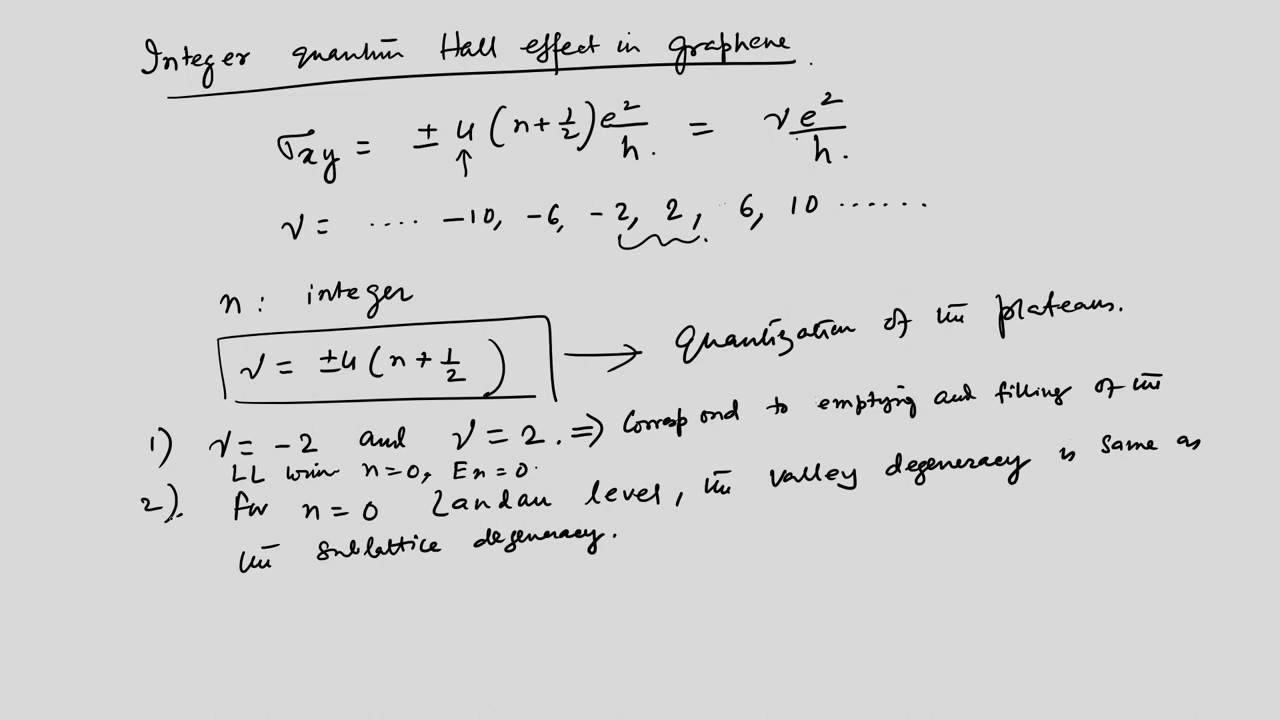 Integer quantum Hall effect in graphene.
σxy = ± 4 (n + 1/2) e²/h. = ν e²/h.
↑
ν = .... -10, -6, -2, 2, 6, 10 ......
n : integer
ν = ±4 (n + 1/2) → Quantization of the plateaus.
1) ν = -2 and ν = 2. ⇒ Correspond to emptying and filling of the
LL with n=0, En=0.
2). For n = 0 Landau level, the valley degeneracy is same as
the sublattice degeneracy.